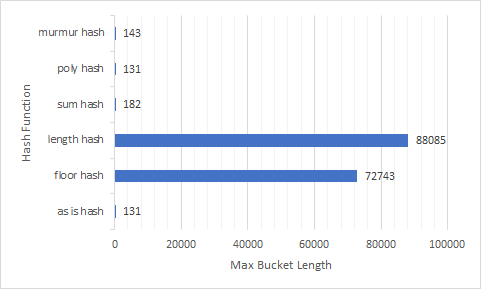 Hash Function
murmur hash 143
poly hash 131
sum hash 182
length hash 88085
floor hash 72743
as is hash 131
0 20000 40000 60000 80000 100000
Max Bucket Length